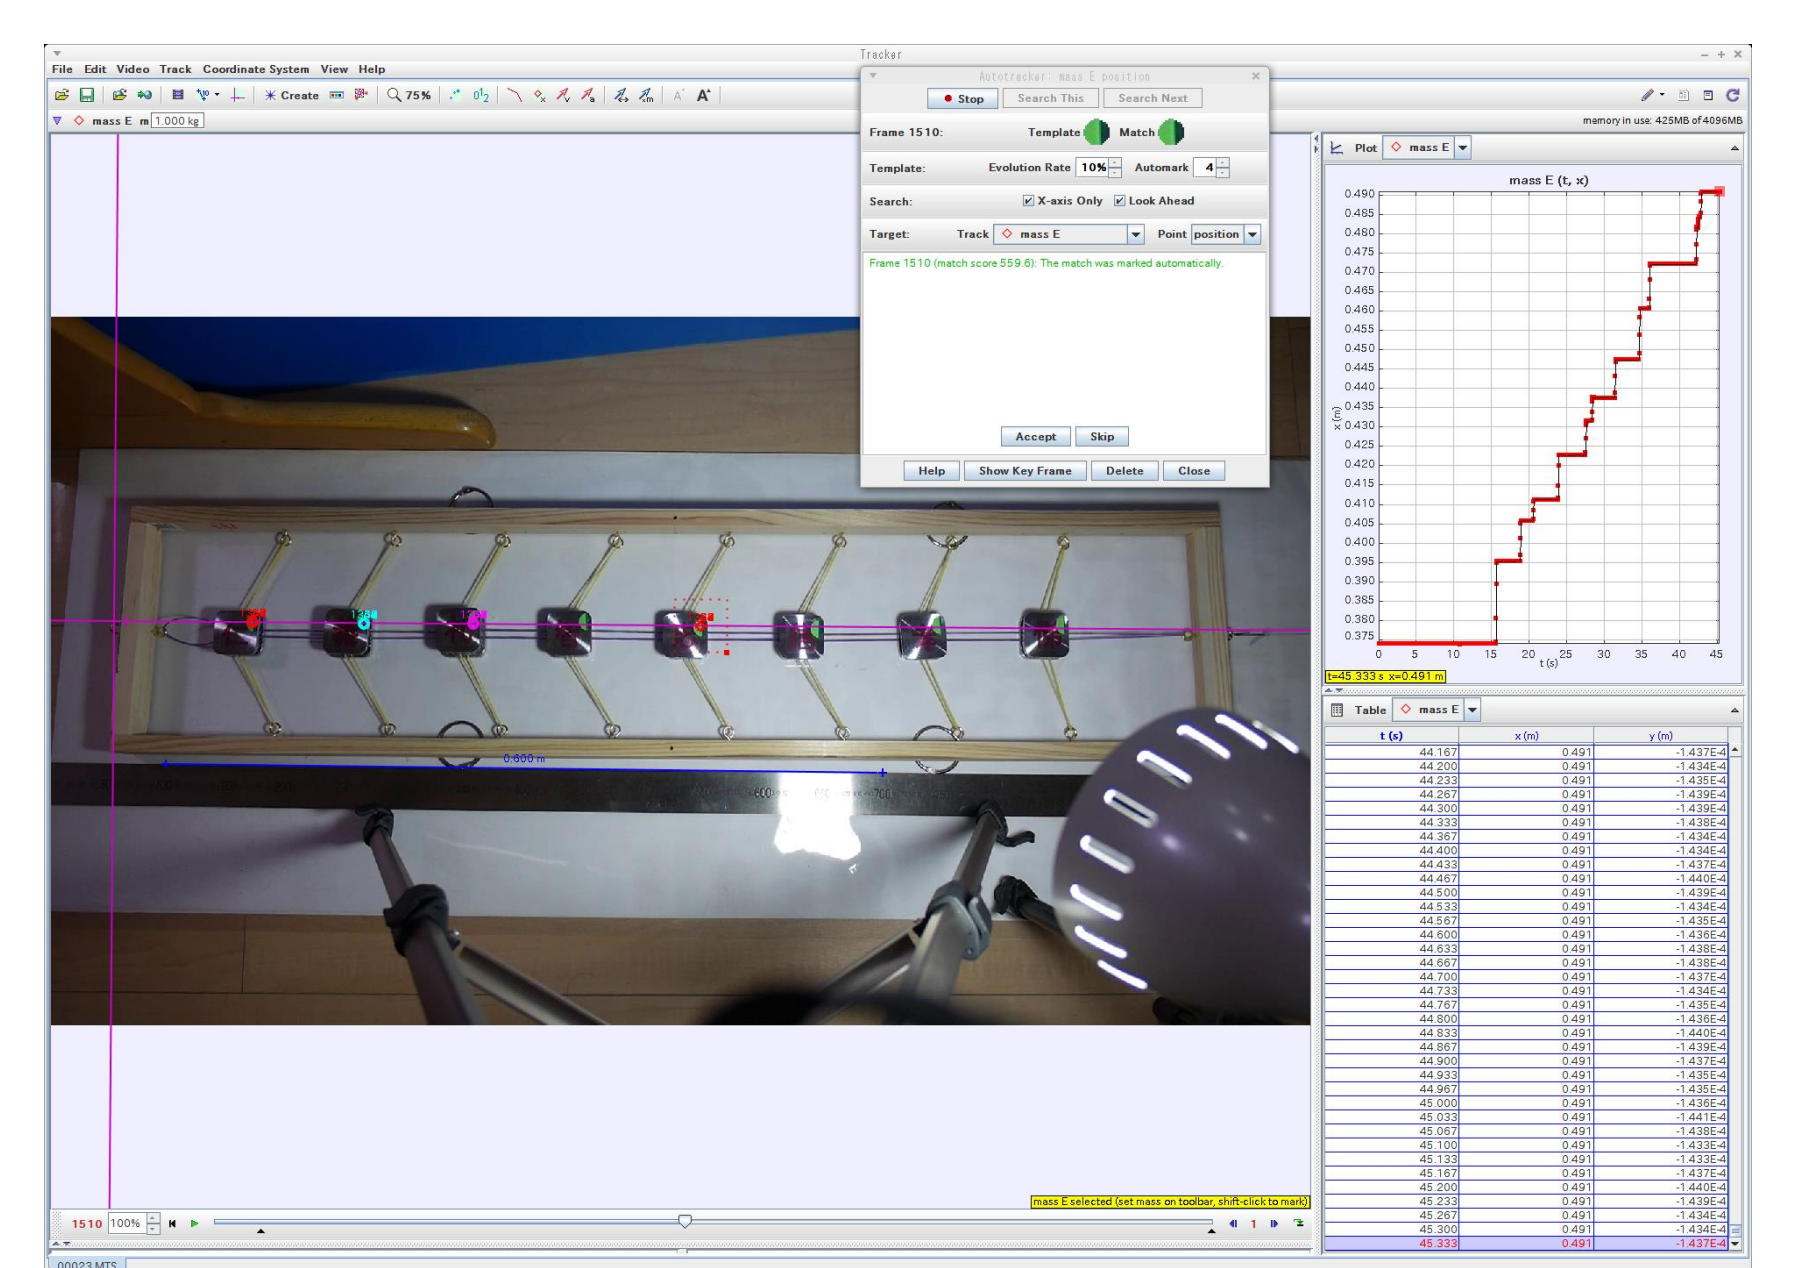 Tracker
File Edit Video Track Coordinate System View Help
Create 75%
memory in use: 425MB of 4096MB
mass E m 1.000 kg
Autotracker: mass E position
Stop Search This Search Next
Frame 1510: Template Match
Template: Evolution Rate 10% Automark 4
Search: X-axis Only Look Ahead
Target: Track mass E Point position
Frame 1510 (match score 559.6): The match was marked automatically.
Accept Skip
Help Show Key Frame Delete Close
0.600 m
mass E selected (set mass on toolbar, shift-click to mark)
1510 100% 1
00023.MTS
Plot mass E
mass E (t, x)
0.490
0.485
0.480
0.475
0.470
0.465
0.460
0.455
0.450
0.445
0.440
0.435
0.430
0.425
0.420
0.415
0.410
0.405
0.400
0.395
0.390
0.385
0.380
0.375
x (m)
0 5 10 15 20 25 30 35 40 45
t (s)
t=45.333 s x=0.491 m
Table mass E
t (s) x (m) y (m)
44.167 0.491 -1.437E-4
44.200 0.491 -1.434E-4
44.233 0.491 -1.435E-4
44.267 0.491 -1.439E-4
44.300 0.491 -1.439E-4
44.333 0.491 -1.438E-4
44.367 0.491 -1.434E-4
44.400 0.491 -1.434E-4
44.433 0.491 -1.437E-4
44.467 0.491 -1.440E-4
44.500 0.491 -1.439E-4
44.533 0.491 -1.434E-4
44.567 0.491 -1.435E-4
44.600 0.491 -1.436E-4
44.633 0.491 -1.438E-4
44.667 0.491 -1.438E-4
44.700 0.491 -1.437E-4
44.733 0.491 -1.434E-4
44.767 0.491 -1.435E-4
44.800 0.491 -1.436E-4
44.833 0.491 -1.440E-4
44.867 0.491 -1.439E-4
44.900 0.491 -1.437E-4
44.933 0.491 -1.435E-4
44.967 0.491 -1.435E-4
45.000 0.491 -1.436E-4
45.033 0.491 -1.441E-4
45.067 0.491 -1.438E-4
45.100 0.491 -1.433E-4
45.133 0.491 -1.433E-4
45.167 0.491 -1.437E-4
45.200 0.491 -1.440E-4
45.233 0.491 -1.439E-4
45.267 0.491 -1.434E-4
45.300 0.491 -1.434E-4
45.333 0.491 -1.437E-4